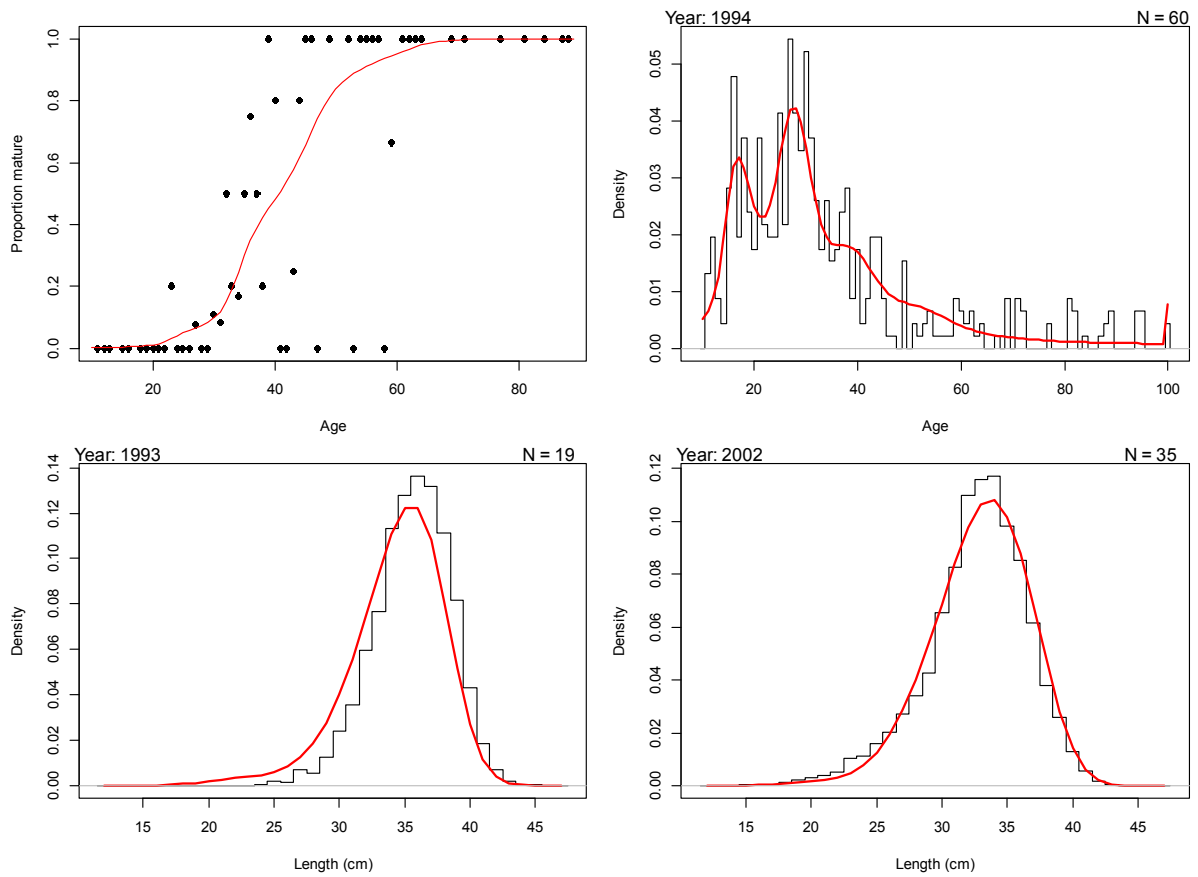 Year: 1994 N = 60
Proportion mature
0.0 0.2 0.4 0.6 0.8 1.0
20 40 60 80
Age
Density
0.00 0.01 0.02 0.03 0.04 0.05
20 40 60 80 100
Age
Year: 1993 N = 19
Density
0.00 0.02 0.04 0.06 0.08 0.10 0.12 0.14
15 20 25 30 35 40 45
Length (cm)
Year: 2002 N = 35
Density
0.00 0.02 0.04 0.06 0.08 0.10 0.12
15 20 25 30 35 40 45
Length (cm)